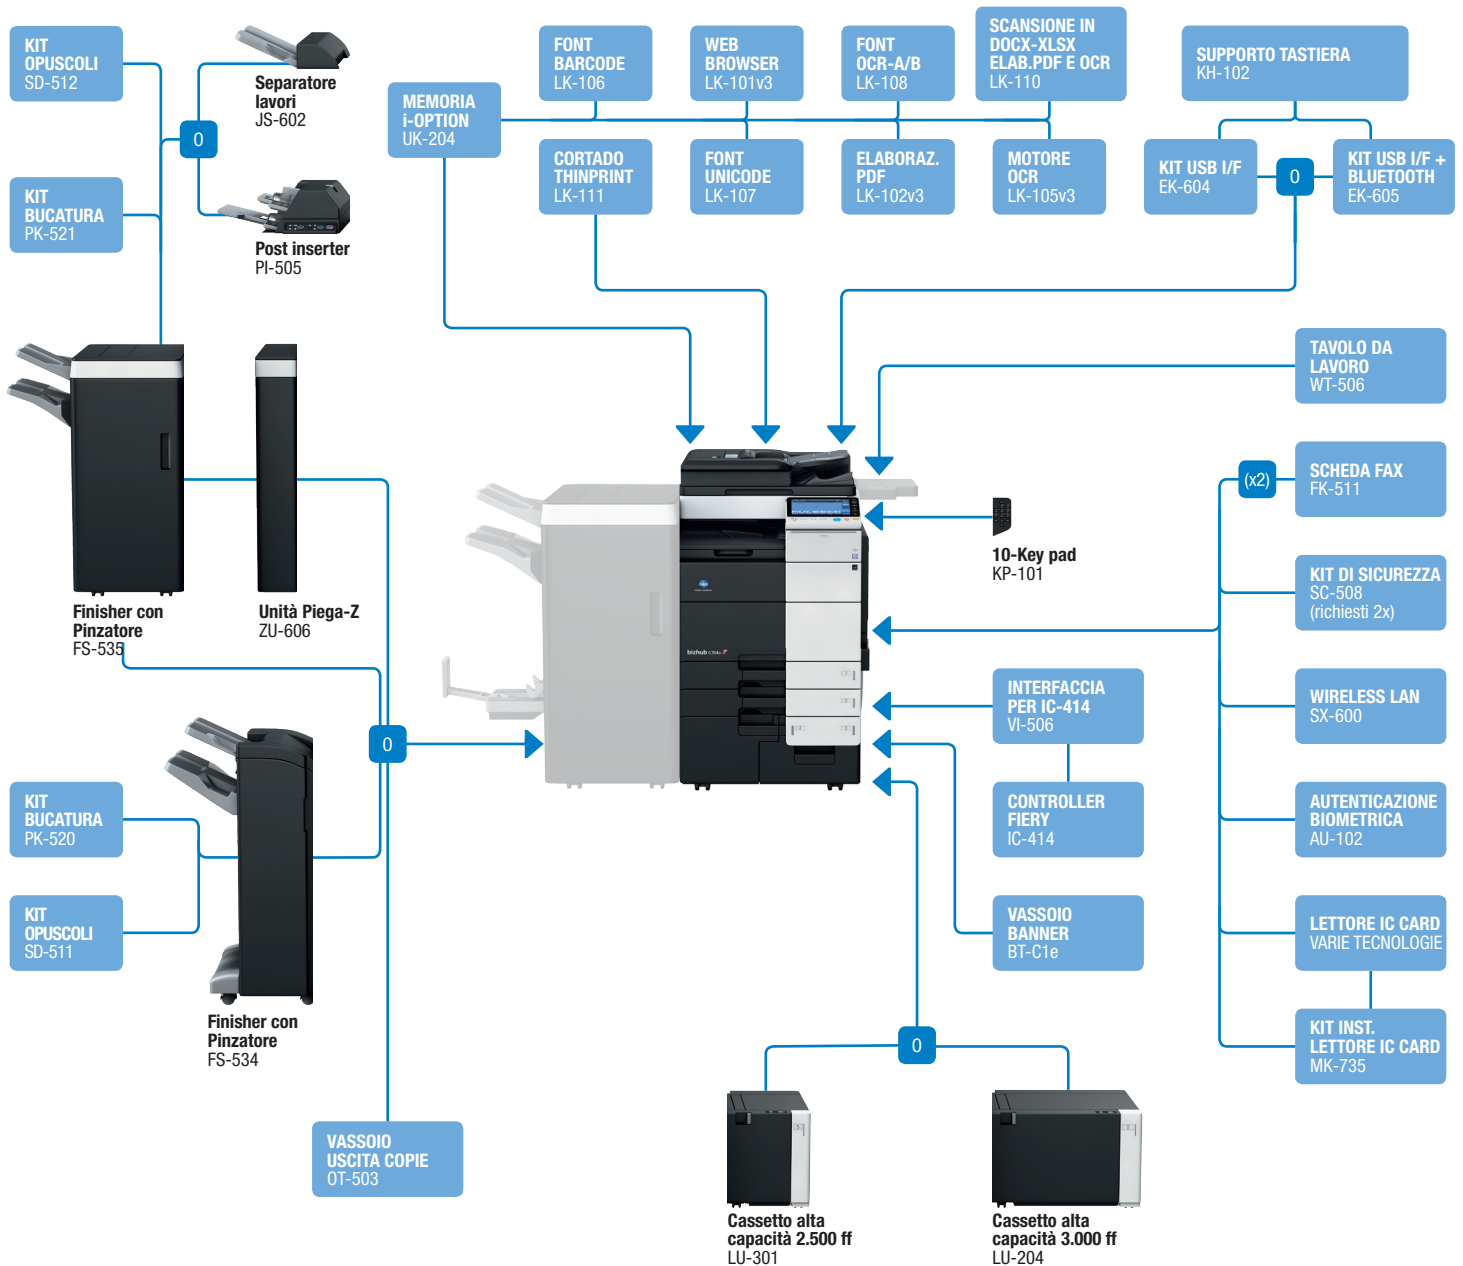 KIT
OPUSCOLI
SD-512
Separatore
lavori
JS-602
0
KIT
BUCATURA
PK-521
Post inserter
PI-505
MEMORIA
i-OPTION
UK-204
FONT
BARCODE
LK-106
WEB
BROWSER
LK-101v3
FONT
OCR-A/B
LK-108
SCANSIONE IN
DOCX-XLSX
ELAB.PDF E OCR
LK-110
CORTADO
THINPRINT
LK-111
FONT
UNICODE
LK-107
ELABORAZ.
PDF
LK-102v3
MOTORE
OCR
LK-105v3
SUPPORTO TASTIERA
KH-102
KIT USB I/F
EK-604
0
KIT USB I/F +
BLUETOOTH
EK-605
TAVOLO DA
LAVORO
WT-506
(x2)
SCHEDA FAX
FK-511
10-Key pad
KP-101
KIT DI SICUREZZA
SC-508
(richiesti 2x)
Finisher con
Pinzatore
FS-535
Unità Piega-Z
ZU-606
bizhub
INTERFACCIA
PER IC-414
VI-506
WIRELESS LAN
SX-600
0
KIT
BUCATURA
PK-520
CONTROLLER
FIERY
IC-414
AUTENTICAZIONE
BIOMETRICA
AU-102
KIT
OPUSCOLI
SD-511
VASSOIO
BANNER
BT-C1e
LETTORE IC CARD
VARIE TECNOLOGIE
Finisher con
Pinzatore
FS-534
0
KIT INST.
LETTORE IC CARD
MK-735
VASSOIO
USCITA COPIE
OT-503
Cassetto alta
capacità 2.500 ff
LU-301
Cassetto alta
capacità 3.000 ff
LU-204